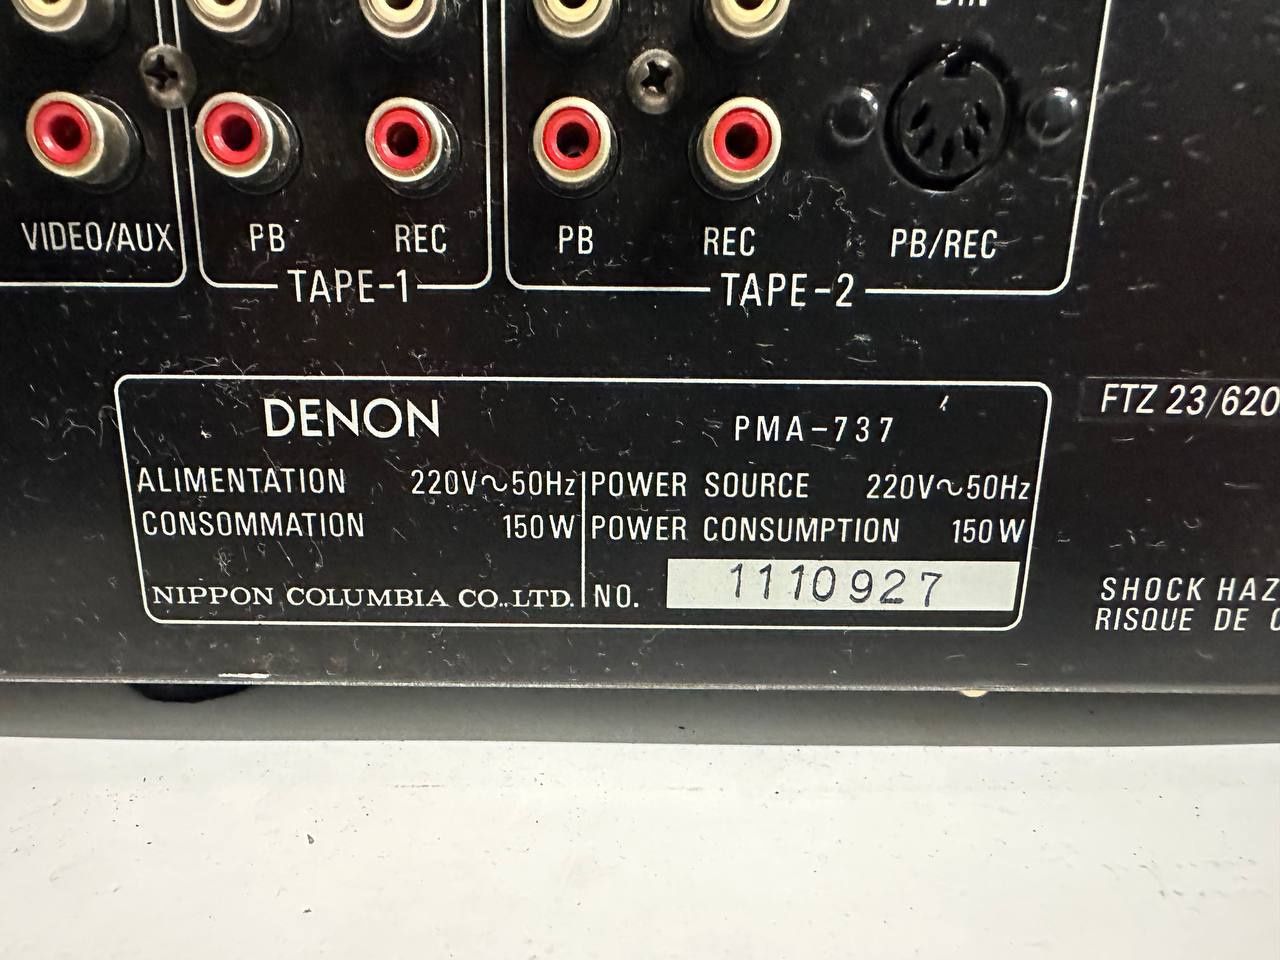 VIDEO/AUX PB REC PB REC PB/REC
TAPE-1 TAPE-2
DENON PMA-737
ALIMENTATION 220V~50Hz POWER SOURCE 220V~50Hz
CONSOMMATION 150W POWER CONSUMPTION 150W
NIPPON COLUMBIA CO.,LTD. NO. 1110927
FTZ 23/620
SHOCK HAZ
RISQUE DE